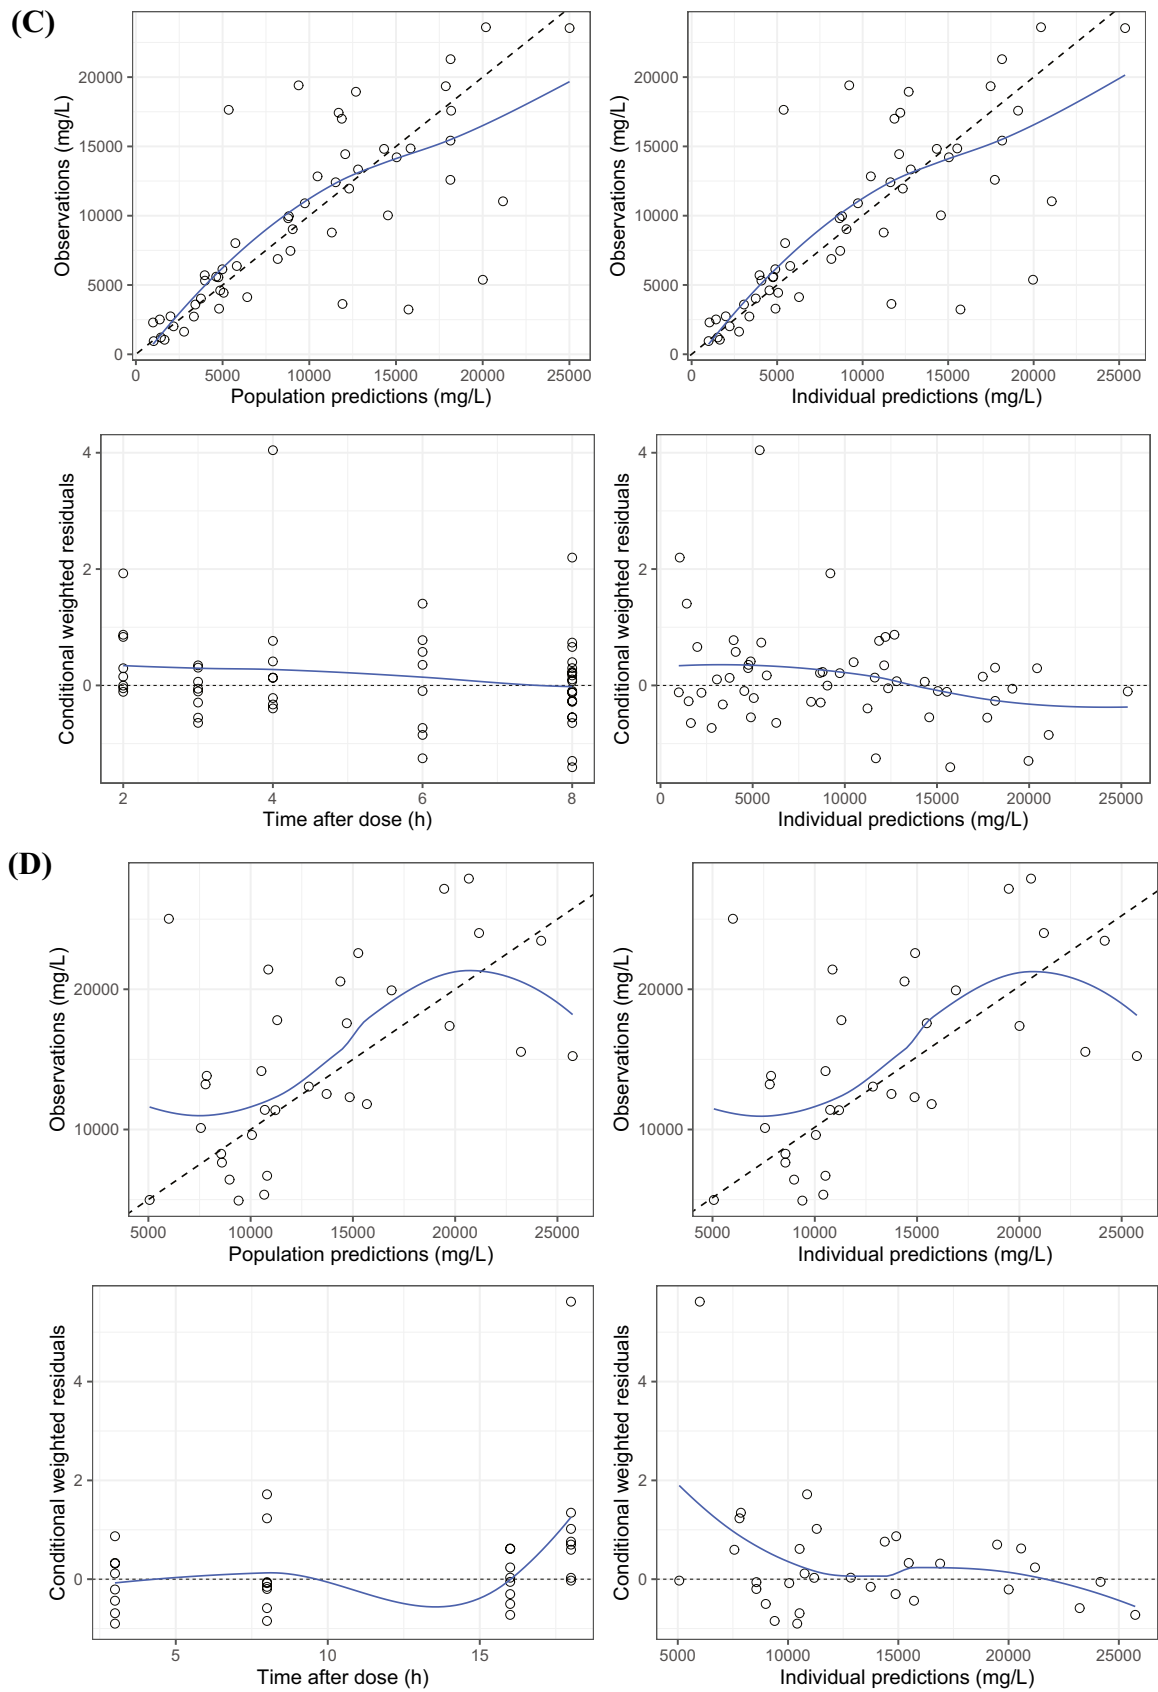 (C)
Observations (mg/L)
20000
15000
10000
5000
0
0 5000 10000 15000 20000 25000
Population predictions (mg/L)
Observations (mg/L)
20000
15000
10000
5000
0
0 5000 10000 15000 20000 25000
Individual predictions (mg/L)
Conditional weighted residuals
4
2
0
2 4 6 8
Time after dose (h)
Conditional weighted residuals
4
2
0
0 5000 10000 15000 20000 25000
Individual predictions (mg/L)
(D)
Observations (mg/L)
20000
10000
5000 10000 15000 20000 25000
Population predictions (mg/L)
Observations (mg/L)
20000
10000
5000 10000 15000 20000 25000
Individual predictions (mg/L)
Conditional weighted residuals
4
2
0
5 10 15
Time after dose (h)
Conditional weighted residuals
4
2
0
5000 10000 15000 20000 25000
Individual predictions (mg/L)